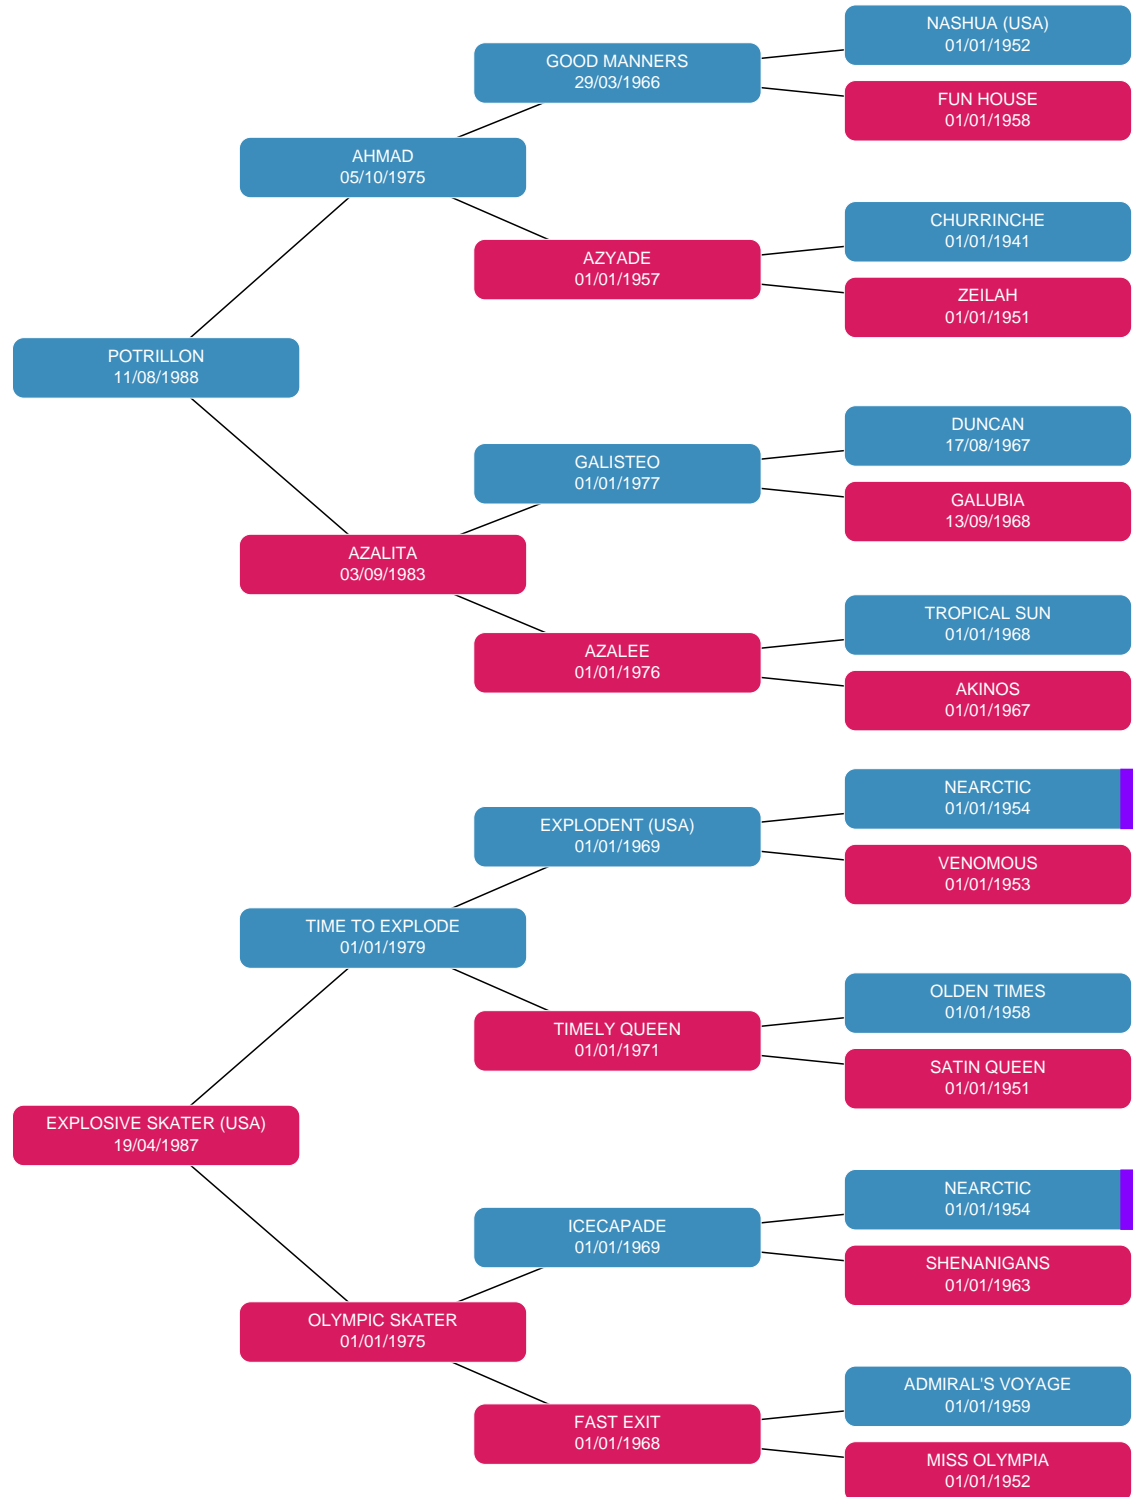 NASHUA (USA)
01/01/1952
GOOD MANNERS
29/03/1966
FUN HOUSE
01/01/1958
AHMAD
05/10/1975
CHURRINCHE
01/01/1941
AZYADE
01/01/1957
ZEILAH
01/01/1951
POTRILLON
11/08/1988
DUNCAN
17/08/1967
GALISTEO
01/01/1977
GALUBIA
13/09/1968
AZALITA
03/09/1983
TROPICAL SUN
01/01/1968
AZALEE
01/01/1976
AKINOS
01/01/1967
NEARCTIC
01/01/1954
EXPLODENT (USA)
01/01/1969
VENOMOUS
01/01/1953
TIME TO EXPLODE
01/01/1979
OLDEN TIMES
01/01/1958
TIMELY QUEEN
01/01/1971
SATIN QUEEN
01/01/1951
EXPLOSIVE SKATER (USA)
19/04/1987
NEARCTIC
01/01/1954
ICECAPADE
01/01/1969
SHENANIGANS
01/01/1963
OLYMPIC SKATER
01/01/1975
ADMIRAL'S VOYAGE
01/01/1959
FAST EXIT
01/01/1968
MISS OLYMPIA
01/01/1952